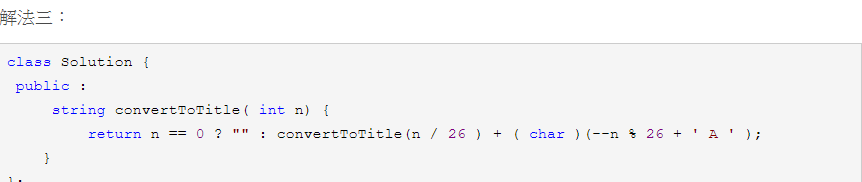 解法三：
class Solution {
public :
string convertToTitle( int n) {
return n == 0 ? "" : convertToTitle(n / 26 ) + ( char )(--n % 26 + ' A ' );
}
};